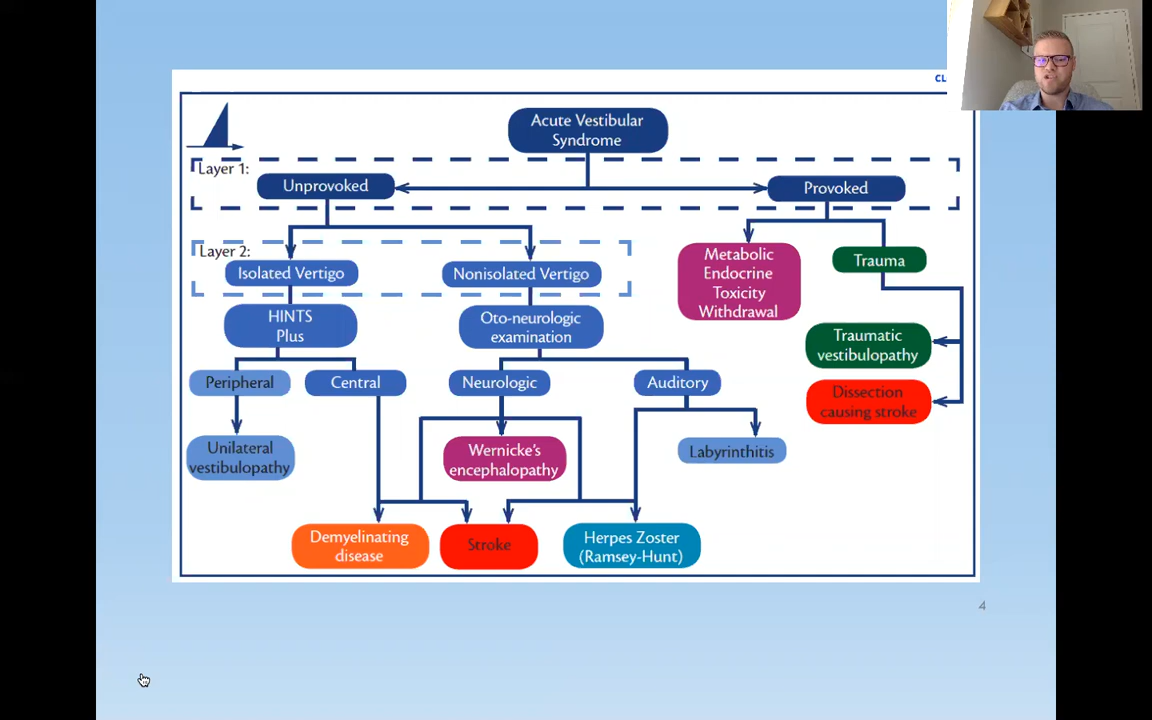 CL
Acute Vestibular
Syndrome
Layer 1:
Unprovoked
Provoked
Layer 2:
Isolated Vertigo
Nonisolated Vertigo
Metabolic
Endocrine
Toxicity
Withdrawal
Trauma
HINTS
Plus
Oto-neurologic
examination
Traumatic
vestibulopathy
Peripheral
Central
Neurologic
Auditory
Dissection
causing stroke
Unilateral
vestibulopathy
Wernicke's
encephalopathy
Labyrinthitis
Demyelinating
disease
Stroke
Herpes Zoster
(Ramsey-Hunt)
4